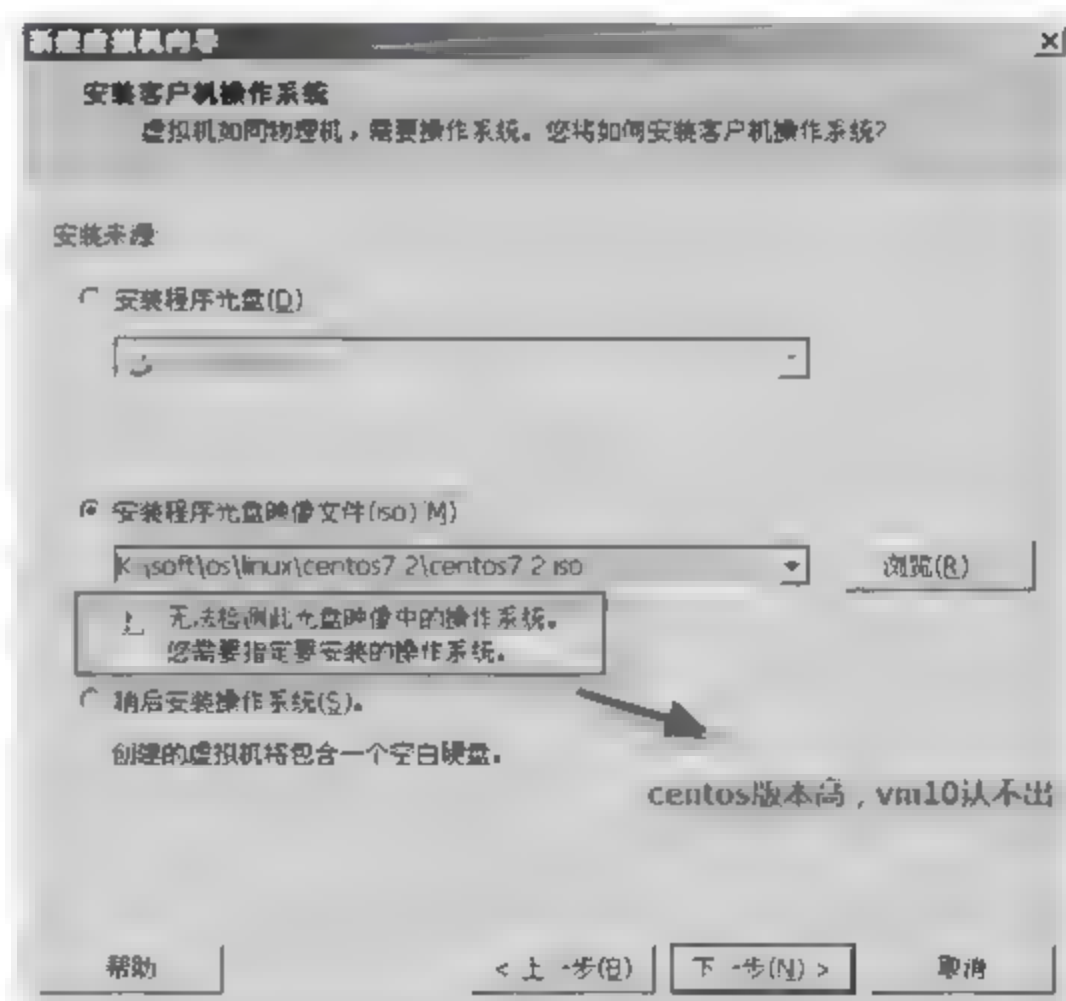 新建虚拟机向导
安装客户机操作系统
虚拟机如同物理机，需要操作系统。您将如何安装客户机操作系统?
安装来源
安装程序光盘(D)
安装程序光盘映像文件(iso)(M)
K:\soft\os\linux\centos7 2\centos7 2 iso
浏览(R)
无法检测此光盘映像中的操作系统。
您需要指定要安装的操作系统。
稍后安装操作系统(S)。
创建的虚拟机将包含一个空白硬盘。
centos版本高，vm10认不出
帮助
< 上一步(B)
下一步(N) >
取消